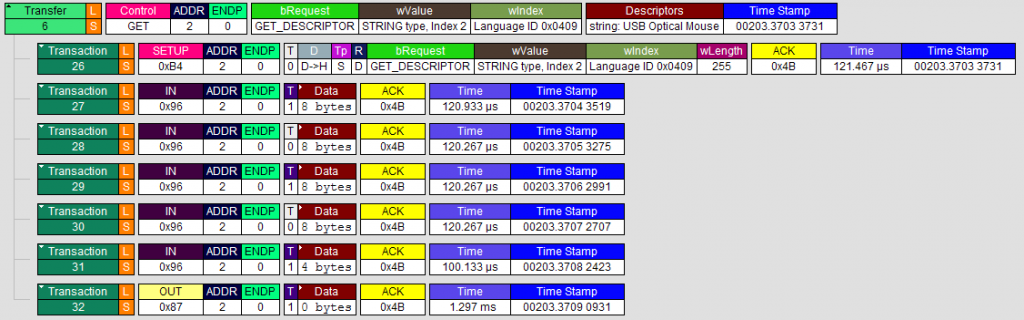 Transfer L Control ADDR ENDP bRequest wValue wIndex Descriptors Time Stamp
6 S GET 2 0 GET_DESCRIPTOR STRING type, Index 2 Language ID 0x0409 string: USB Optical Mouse 00203.3703 3731
Transaction L SETUP ADDR ENDP T D Tp R bRequest wValue wIndex wLength ACK Time Time Stamp
26 S 0xB4 2 0 0 D->H S D GET_DESCRIPTOR STRING type, Index 2 Language ID 0x0409 255 0x4B 121.467 µs 00203.3703 3731
Transaction L IN ADDR ENDP T Data ACK Time Time Stamp
27 S 0x96 2 0 1 8 bytes 0x4B 120.933 µs 00203.3704 3519
Transaction L IN ADDR ENDP T Data ACK Time Time Stamp
28 S 0x96 2 0 0 8 bytes 0x4B 120.267 µs 00203.3705 3275
Transaction L IN ADDR ENDP T Data ACK Time Time Stamp
29 S 0x96 2 0 1 8 bytes 0x4B 120.267 µs 00203.3706 2991
Transaction L IN ADDR ENDP T Data ACK Time Time Stamp
30 S 0x96 2 0 0 8 bytes 0x4B 120.267 µs 00203.3707 2707
Transaction L IN ADDR ENDP T Data ACK Time Time Stamp
31 S 0x96 2 0 1 4 bytes 0x4B 100.133 µs 00203.3708 2423
Transaction L OUT ADDR ENDP T Data ACK Time Time Stamp
32 S 0x87 2 0 1 0 bytes 0x4B 1.297 ms 00203.3709 0931